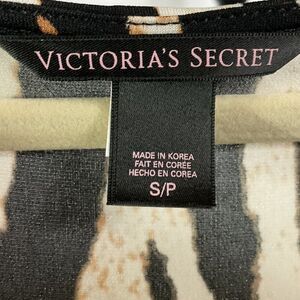 VICTORIA'S SECRET
MADE IN KOREA
FAIT EN CORÉE
HECHO EN COREA
S/P